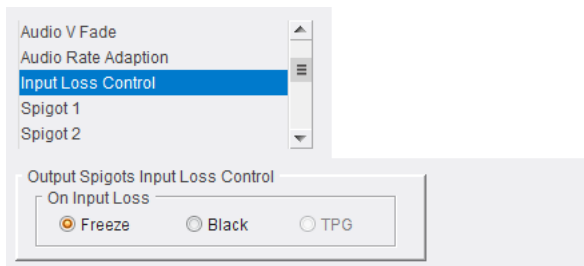 Audio V Fade
Audio Rate Adaption
Input Loss Control
Spigot 1
Spigot 2
Output Spigots Input Loss Control
On Input Loss
Freeze Black TPG